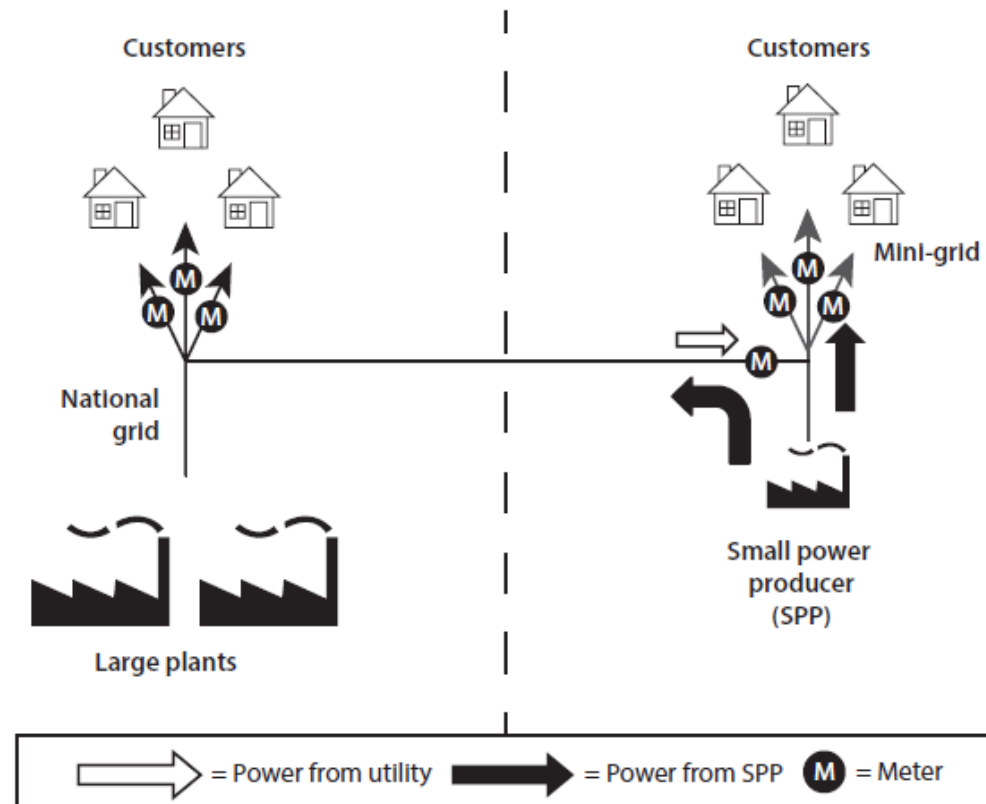 Customers
Customers
M
M
M
Mini-grid
M
M
M
M
National
grid
Small power
producer
(SPP)
Large plants
= Power from utility = Power from SPP M = Meter